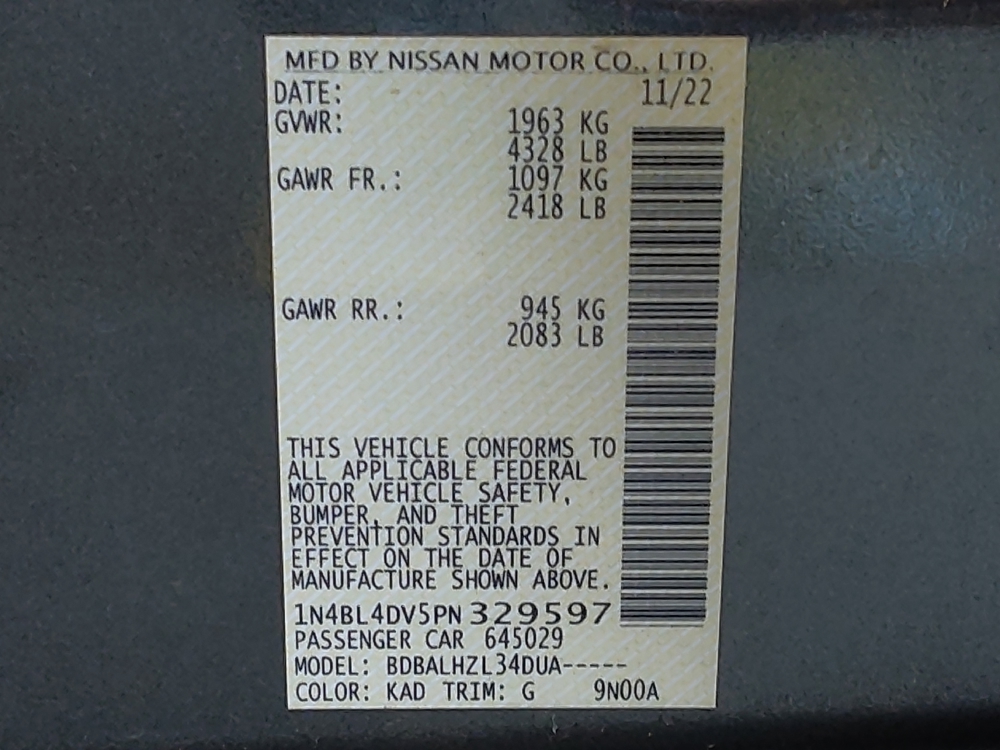 MFD BY NISSAN MOTOR CO., LTD.
DATE: 11/22
GVWR: 1963 KG
4328 LB
GAWR FR.: 1097 KG
2418 LB
GAWR RR.: 945 KG
2083 LB
THIS VEHICLE CONFORMS TO
ALL APPLICABLE FEDERAL
MOTOR VEHICLE SAFETY,
BUMPER, AND THEFT
PREVENTION STANDARDS IN
EFFECT ON THE DATE OF
MANUFACTURE SHOWN ABOVE.
1N4BL4DV5PN 329597
PASSENGER CAR 645029
MODEL: BDBALHZL34DUA-----
COLOR: KAD TRIM: G 9N00A